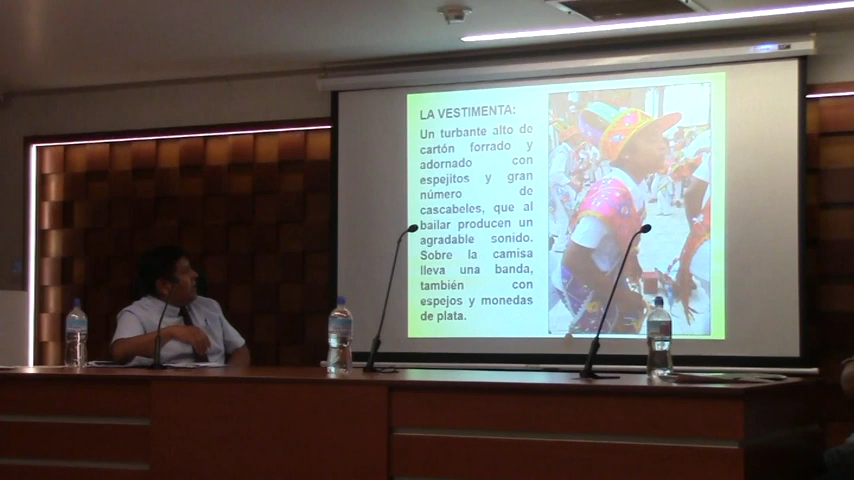 LA VESTIMENTA:
Un turbante alto de
cartón forrado y
adornado con
espejitos y gran
número de
cascabeles, que al
bailar producen un
agradable sonido.
Sobre la camisa
lleva una banda,
también con
espejos y monedas
de plata.